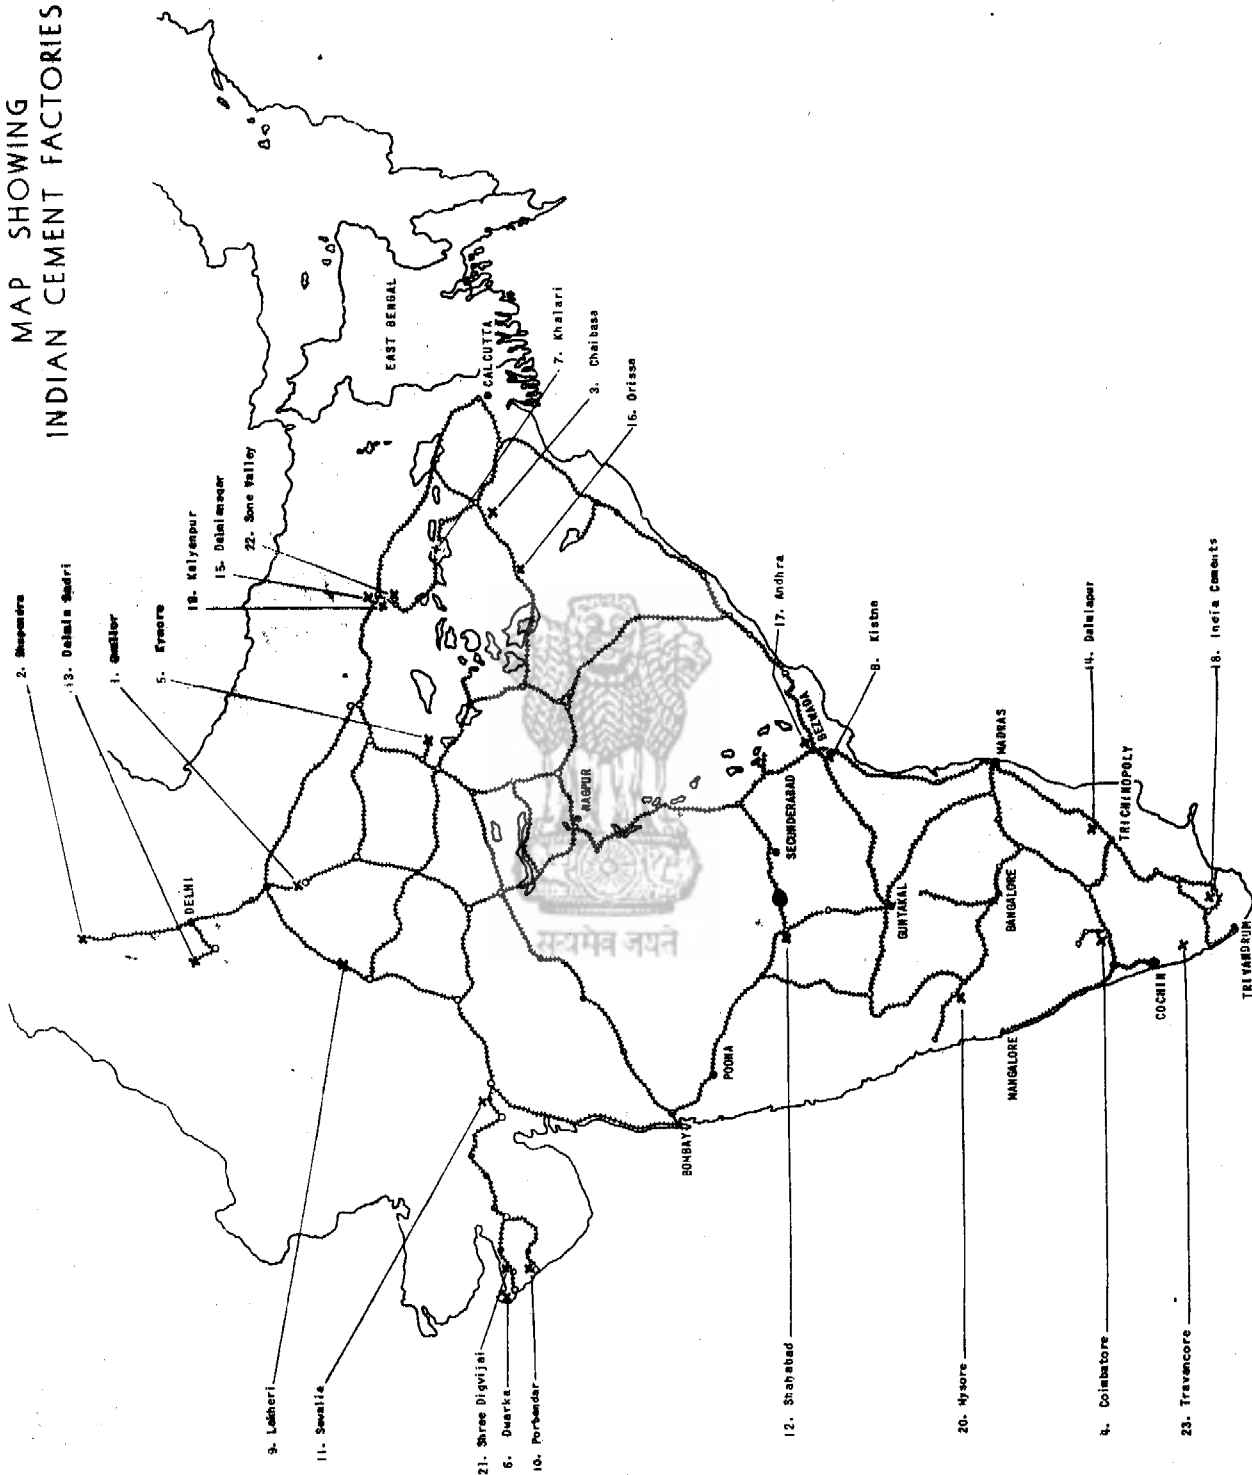 MAP SHOWING
INDIAN CEMENT FACTORIES
2. Bhupendra
13. Dalmia Dadri
1. Gwalior
5. Kymore
19. Kalyanpur
15. Dalmianagar
22. Sone Valley
7. Khalari
3. Chaibasa
16. Orissa
17. Andhra
8. Kistna
14. Dalmiapur
18. India Cements
9. Lakheri
11. Sevalia
21. Shree Digvijai
6. Dwarka
10. Porbandar
12. Shahabad
20. Mysore
4. Coimbatore
23. Travancore
DELHI
EAST BENGAL
CALCUTTA
NAGPUR
BOMBAY
POONA
SECUNDERABAD
BEZWADA
GUNTAKAL
MADRAS
BANGALORE
MANGALORE
TRICHINOPOLY
COCHIN
TRIVANDRUM
सत्यमेव जयते